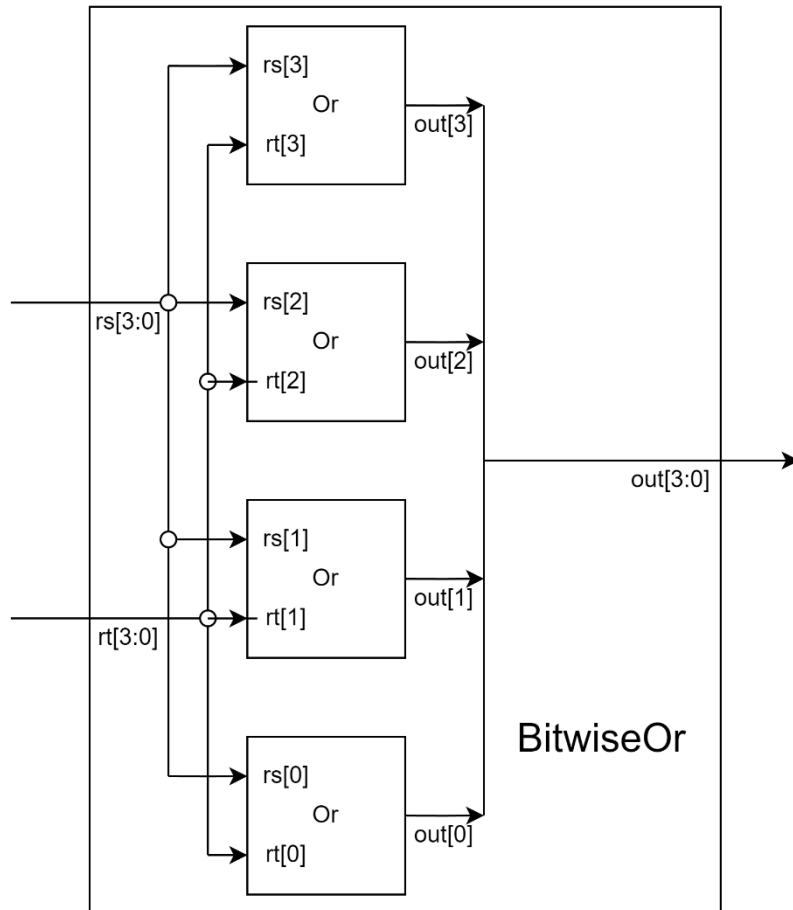 rs[3]
Or
rt[3]
out[3]
rs[3:0]
rs[2]
Or
rt[2]
out[2]
out[3:0]
rs[1]
Or
rt[1]
out[1]
rt[3:0]
BitwiseOr
rs[0]
Or
rt[0]
out[0]